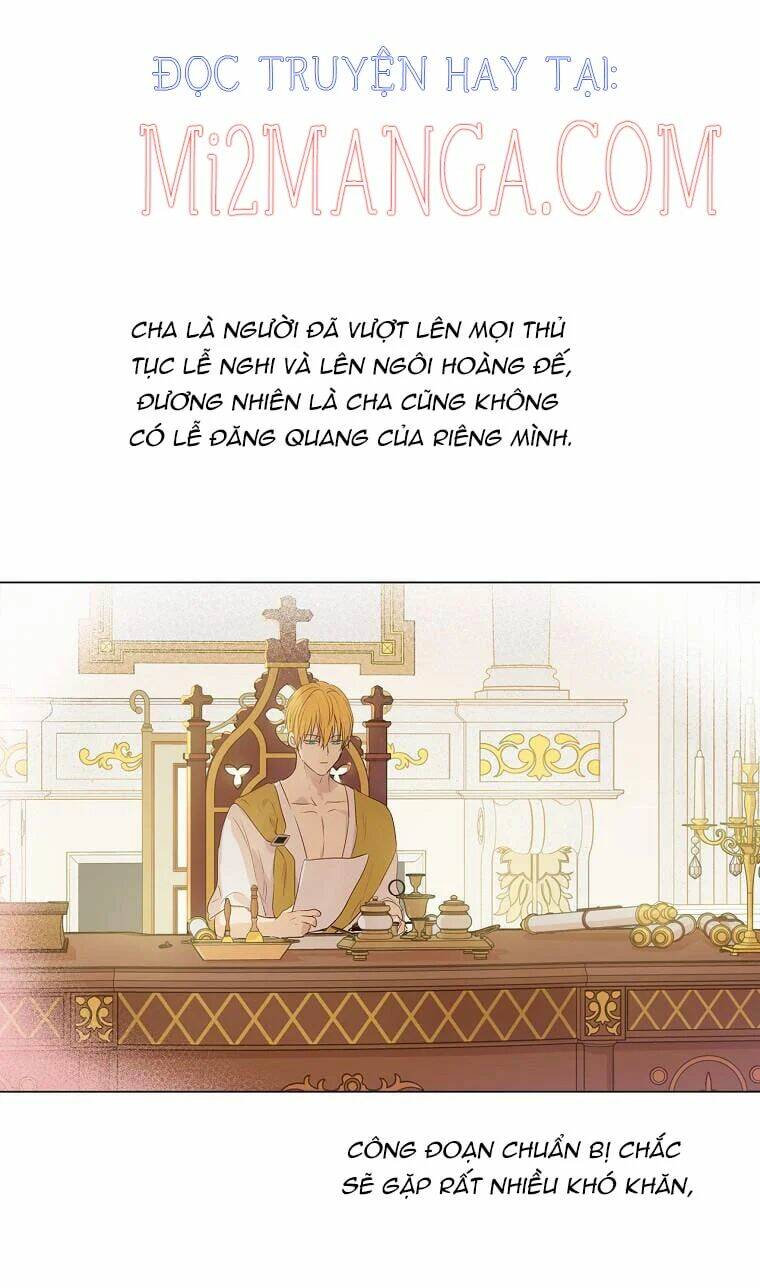 ĐỌC TRUYỆN HAY TẠI:
Mi2MANGA.COM
CHA LÀ NGƯỜI ĐÃ VƯỢT LÊN MỌI THỦ
TỤC LỄ NGHI VÀ LÊN NGÔI HOÀNG ĐẾ,
ĐƯƠNG NHIÊN LÀ CHA CŨNG KHÔNG
CÓ LỄ ĐĂNG QUANG CỦA RIÊNG MÌNH.
CÔNG ĐOẠN CHUẨN BỊ CHẮC
SẼ GẶP RẤT NHIỀU KHÓ KHĂN,